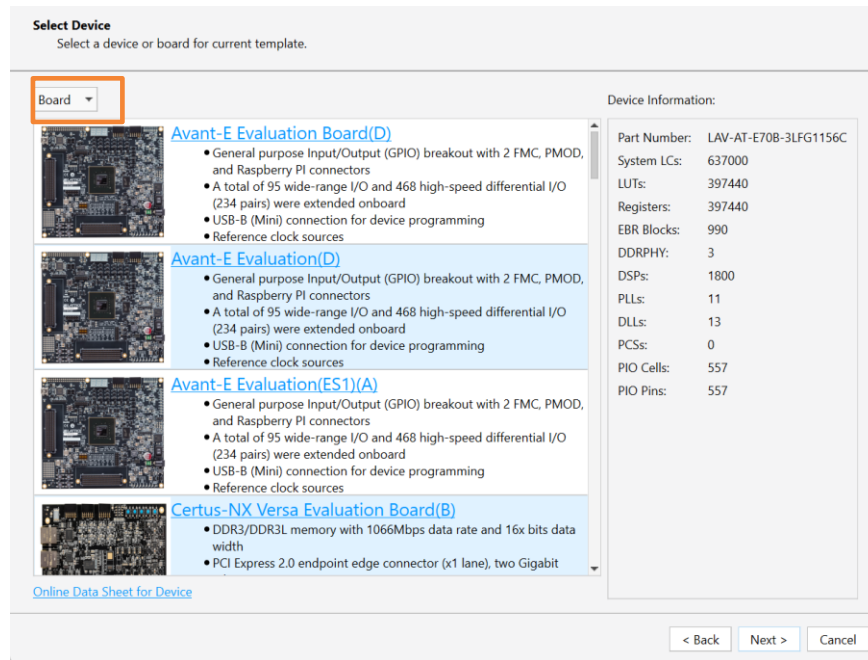 Select Device
Select a device or board for current template.
Board
Device Information:
Avant-E Evaluation Board(D)
• General purpose Input/Output (GPIO) breakout with 2 FMC, PMOD,
and Raspberry PI connectors
• A total of 95 wide-range I/O and 468 high-speed differential I/O
(234 pairs) were extended onboard
• USB-B (Mini) connection for device programming
• Reference clock sources
Avant-E Evaluation(D)
• General purpose Input/Output (GPIO) breakout with 2 FMC, PMOD,
and Raspberry PI connectors
• A total of 95 wide-range I/O and 468 high-speed differential I/O
(234 pairs) were extended onboard
• USB-B (Mini) connection for device programming
• Reference clock sources
Avant-E Evaluation(ES1)(A)
• General purpose Input/Output (GPIO) breakout with 2 FMC, PMOD,
and Raspberry PI connectors
• A total of 95 wide-range I/O and 468 high-speed differential I/O
(234 pairs) were extended onboard
• USB-B (Mini) connection for device programming
• Reference clock sources
Certus-NX Versa Evaluation Board(B)
• DDR3/DDR3L memory with 1066Mbps data rate and 16x bits data
width
• PCI Express 2.0 endpoint edge connector (x1 lane), two Gigabit
Part Number: LAV-AT-E70B-3LFG1156C
System LCs: 637000
LUTs: 397440
Registers: 397440
EBR Blocks: 990
DDRPHY: 3
DSPs: 1800
PLLs: 11
DLLs: 13
PCSs: 0
PIO Cells: 557
PIO Pins: 557
Online Data Sheet for Device
< Back Next > Cancel